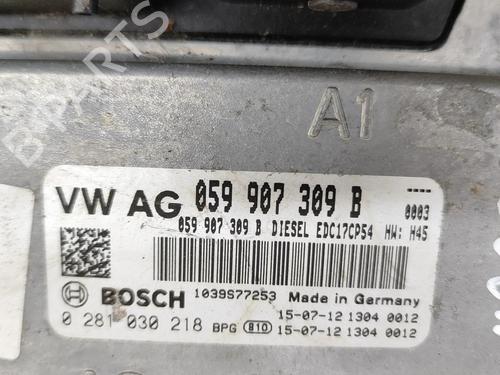 B-PARTS
A1
VW AG 059 907 309 B ----
0003
059 907 309 B DIESEL EDC17CP54 HW: H45
BOSCH 1039S77253 Made in Germany
15-07-12 1304 0012
0 281 030 218 BPG 810 15-07-12 1304 0012